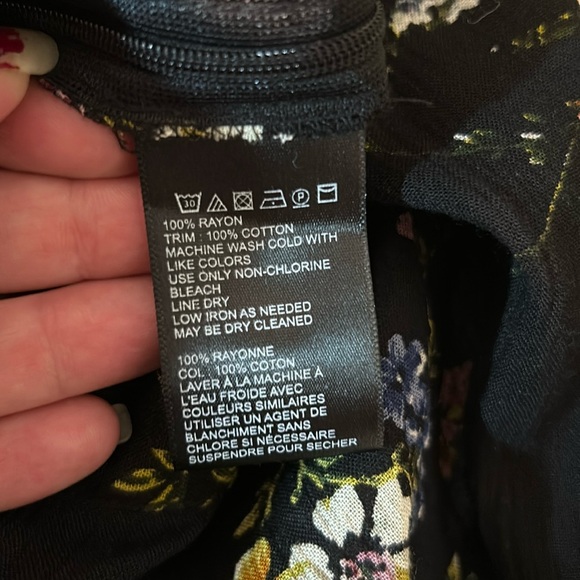 30
P
100% RAYON
TRIM : 100% COTTON
MACHINE WASH COLD WITH
LIKE COLORS
USE ONLY NON-CHLORINE
BLEACH
LINE DRY
LOW IRON AS NEEDED
MAY BE DRY CLEANED
100% RAYONNE
COL : 100% COTON
LAVER À LA MACHINE À
L'EAU FROIDE AVEC
COULEURS SIMILAIRES
UTILISER UN AGENT DE
BLANCHIMENT SANS
CHLORE SI NÉCESSAIRE
SUSPENDRE POUR SECHER